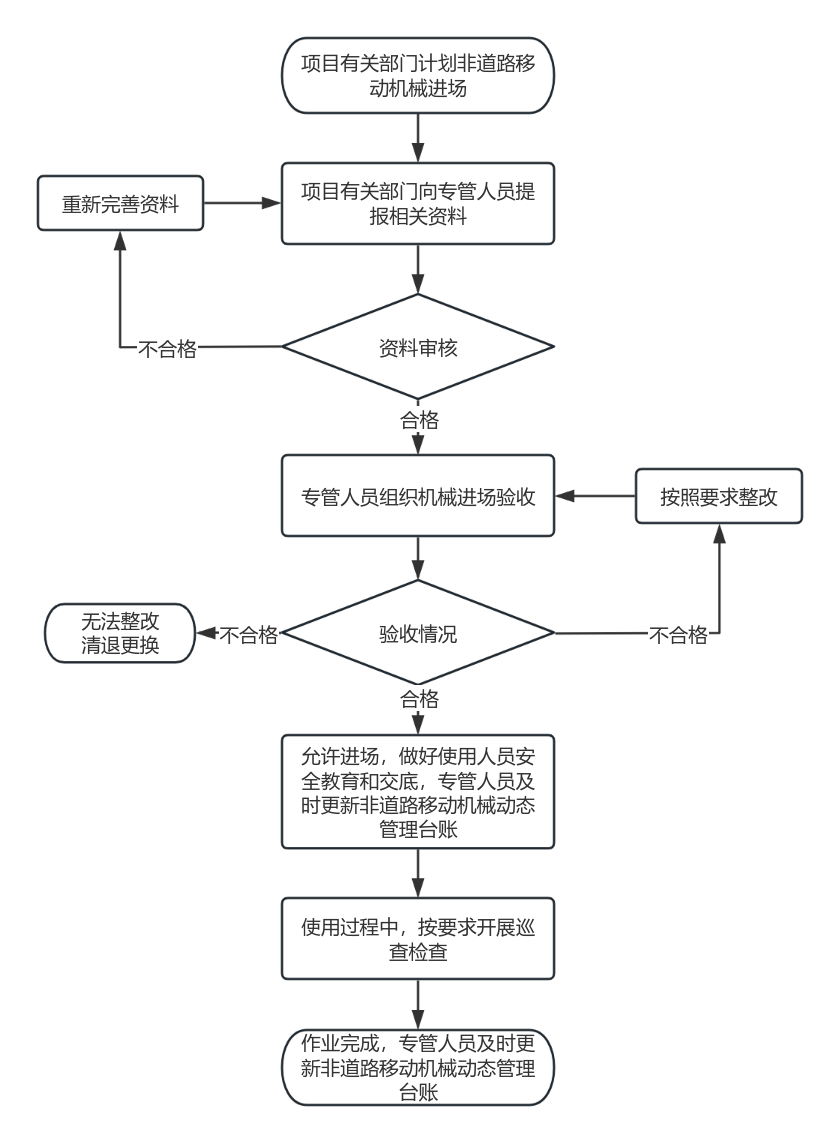 项目有关部门计划非道路移
动机械进场
重新完善资料
项目有关部门向专管人员提
报相关资料
资料审核
不合格
合格
专管人员组织机械进场验收
按照要求整改
无法整改
清退更换
不合格
验收情况
不合格
合格
允许进场，做好使用人员安
全教育和交底，专管人员及
时更新非道路移动机械动态
管理台账
使用过程中，按要求开展巡
查检查
作业完成，专管人员及时更
新非道路移动机械动态管理
台账